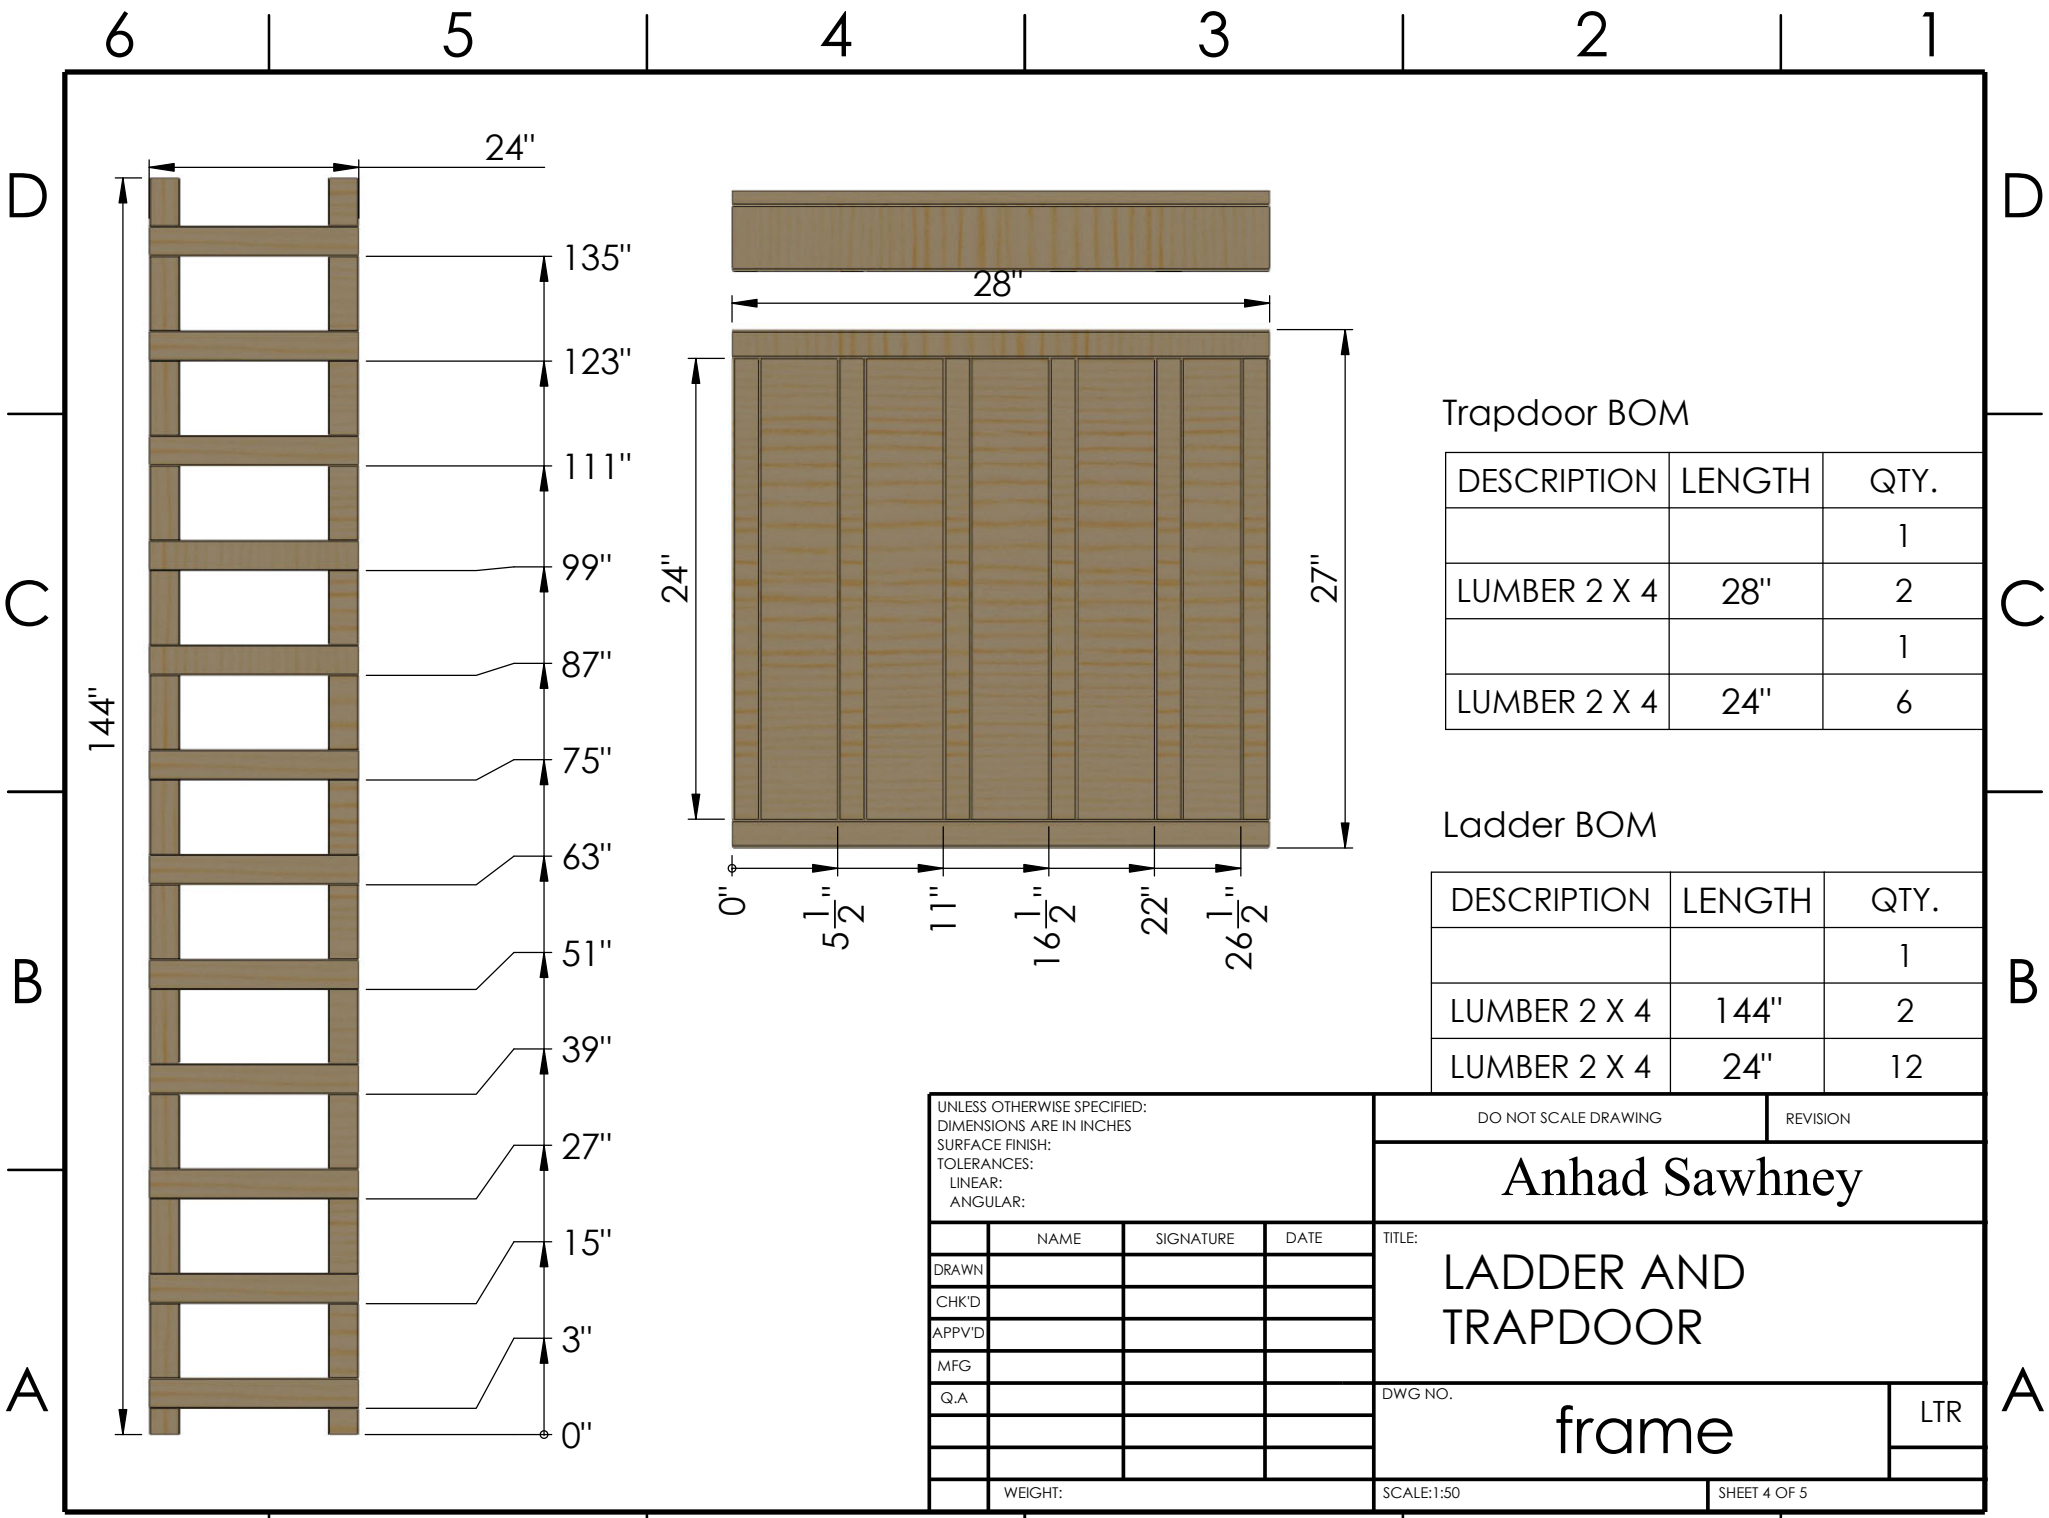 6 5 4 3 2 1
D D
C C
B B
A A
24"
144"
135"
123"
111"
99"
87"
75"
63"
51"
39"
27"
15"
3"
0"
28"
24"
27"
0" 5 1/2" 11" 16 1/2" 22" 26 1/2"
Trapdoor BOM
DESCRIPTION LENGTH QTY.
1
LUMBER 2 X 4 28" 2
1
LUMBER 2 X 4 24" 6
Ladder BOM
DESCRIPTION LENGTH QTY.
1
LUMBER 2 X 4 144" 2
LUMBER 2 X 4 24" 12
UNLESS OTHERWISE SPECIFIED:
DIMENSIONS ARE IN INCHES
SURFACE FINISH:
TOLERANCES:
LINEAR:
ANGULAR:
DO NOT SCALE DRAWING REVISION
Anhad Sawhney
NAME SIGNATURE DATE
DRAWN
CHK'D
APPV'D
MFG
Q.A
TITLE:
LADDER AND
TRAPDOOR
DWG NO.
frame
LTR
WEIGHT:
SCALE:1:50
SHEET 4 OF 5